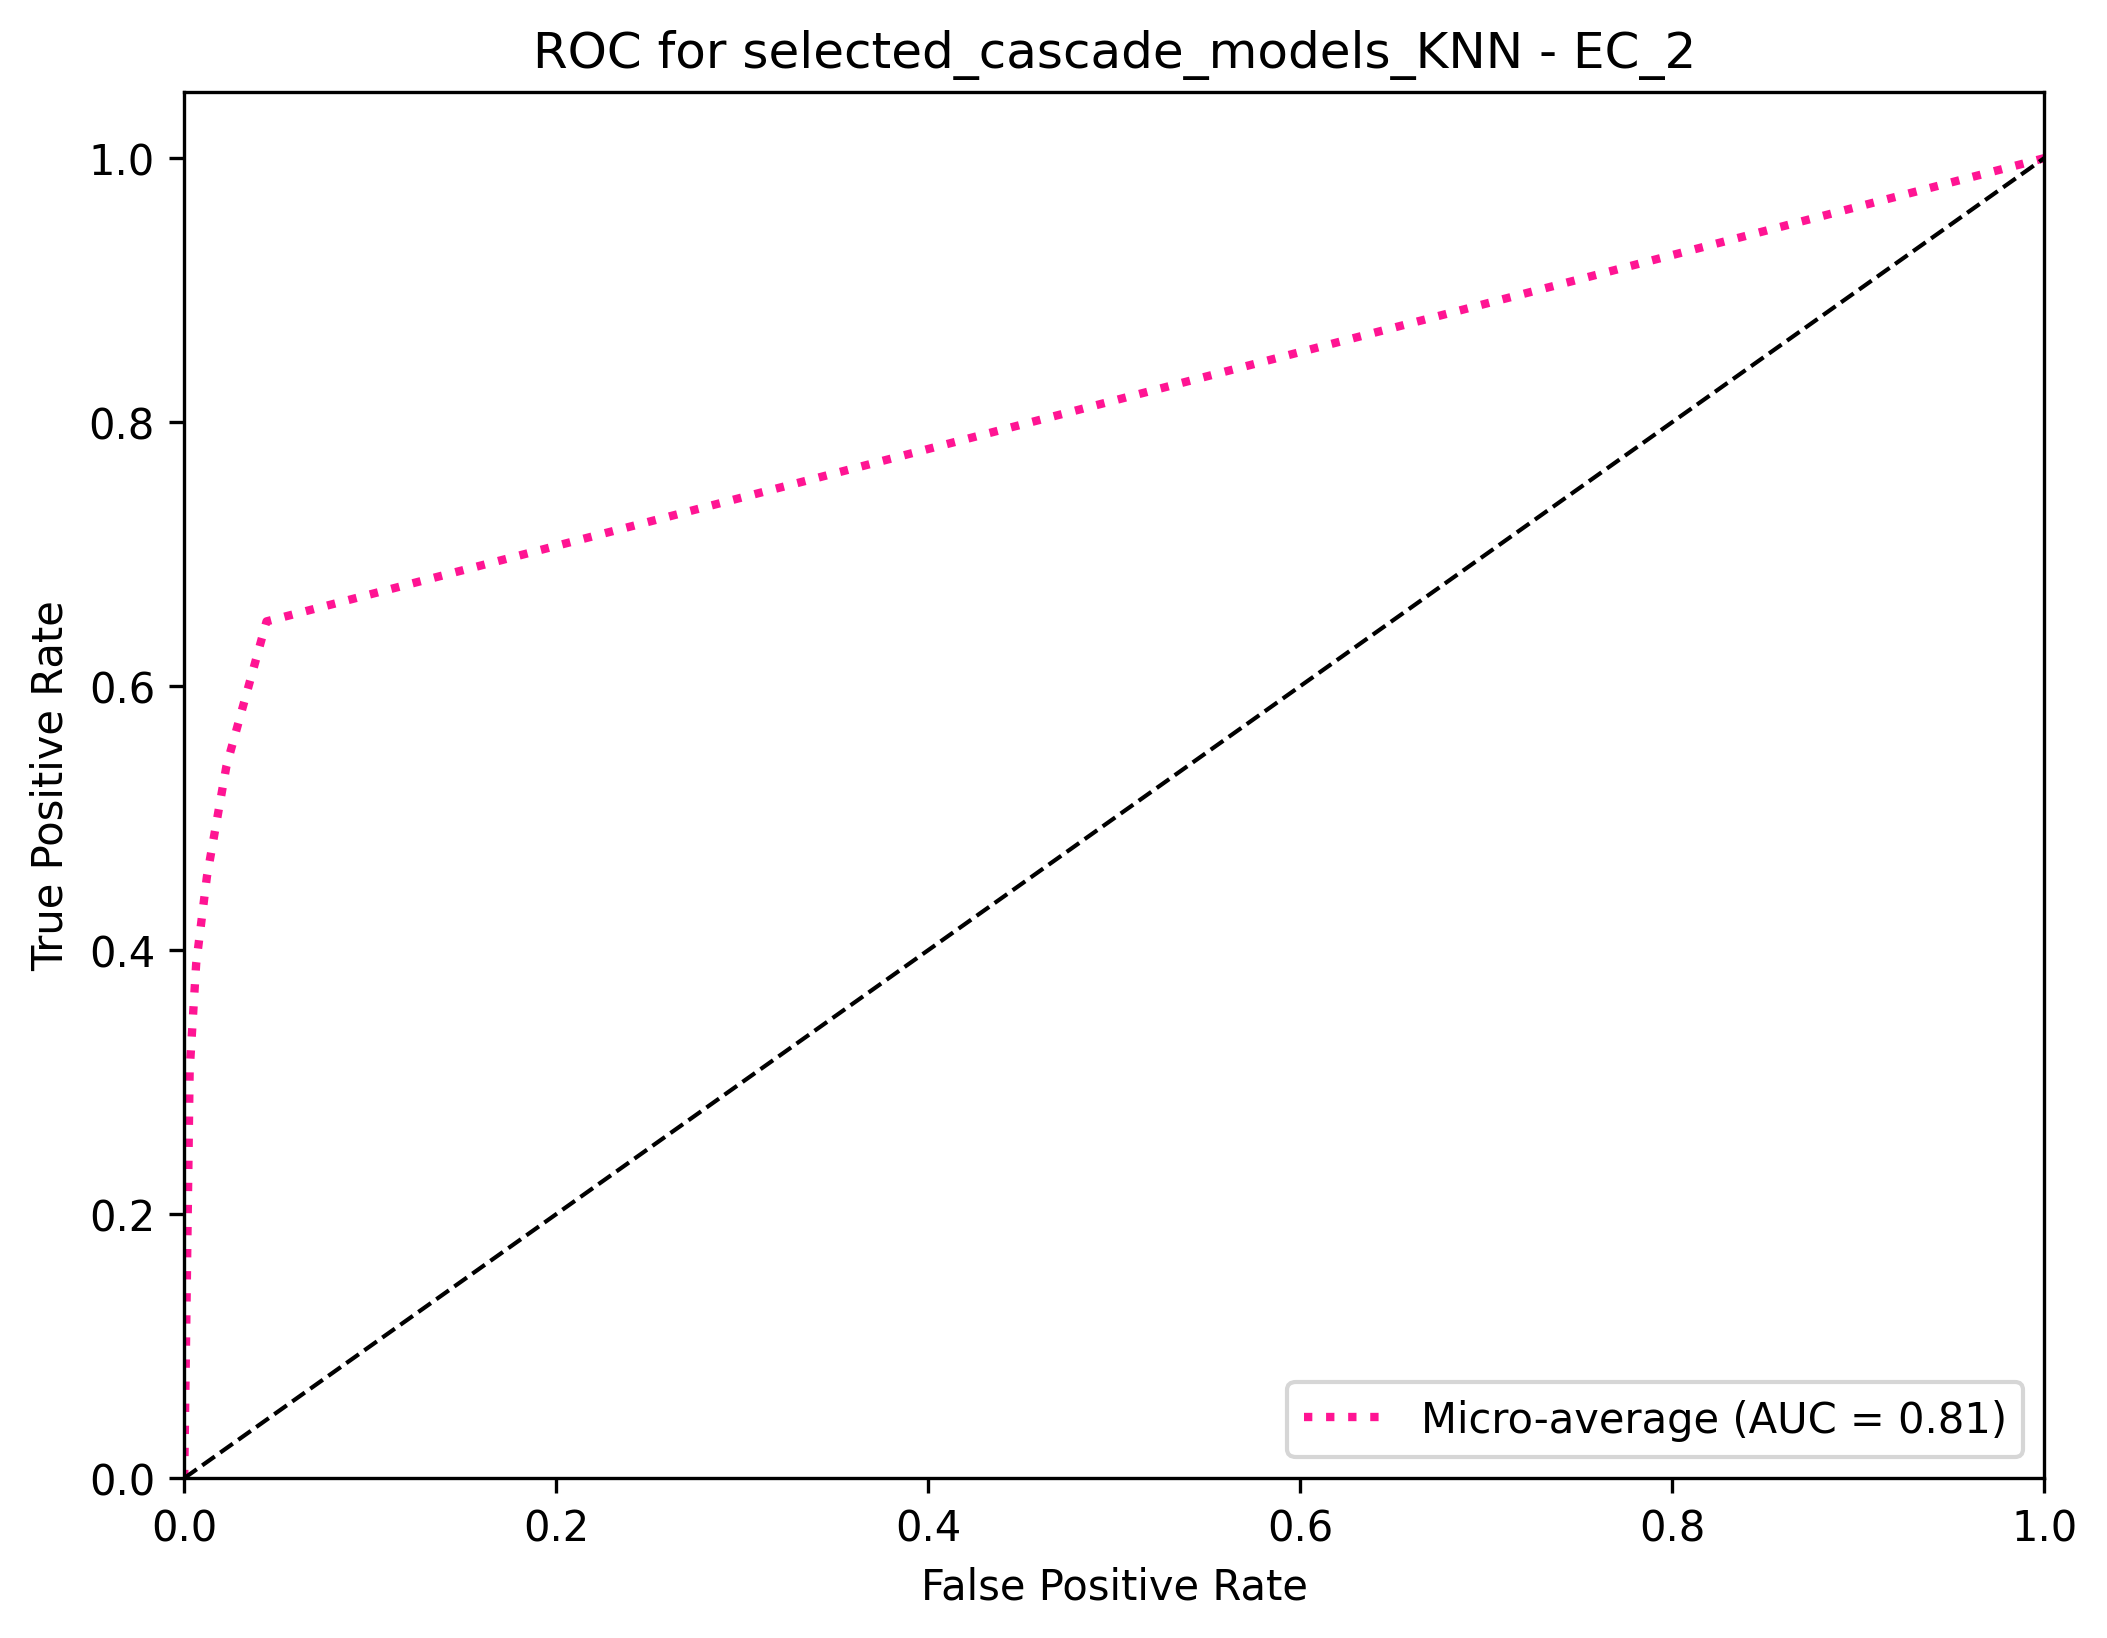 ROC for selected_cascade_models_KNN - EC_2
True Positive Rate
1.0
0.8
0.6
0.4
0.2
0.0
Micro-average (AUC = 0.81)
0.0 0.2 0.4 0.6 0.8 1.0
False Positive Rate